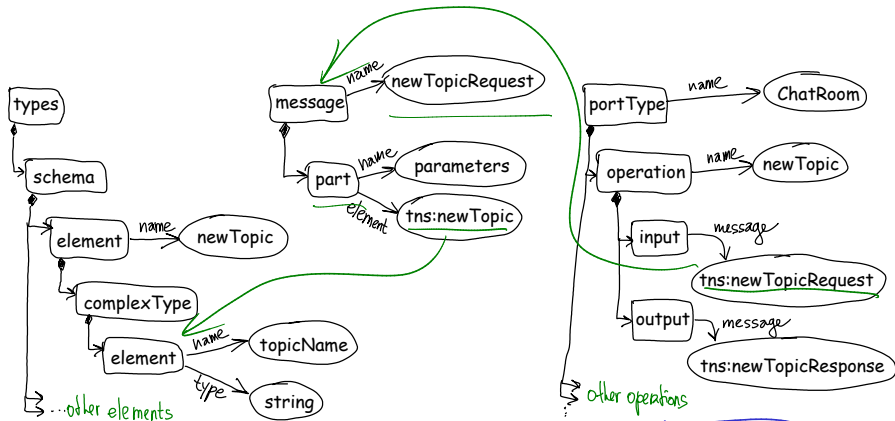 types
schema
element
name
newTopic
complexType
element
name
topicName
type
string
...other elements
message
name
newTopicRequest
part
name
parameters
element
tns:newTopic
portType
name
ChatRoom
operation
name
newTopic
input
message
tns:newTopicRequest
output
message
tns:newTopicResponse
other operations